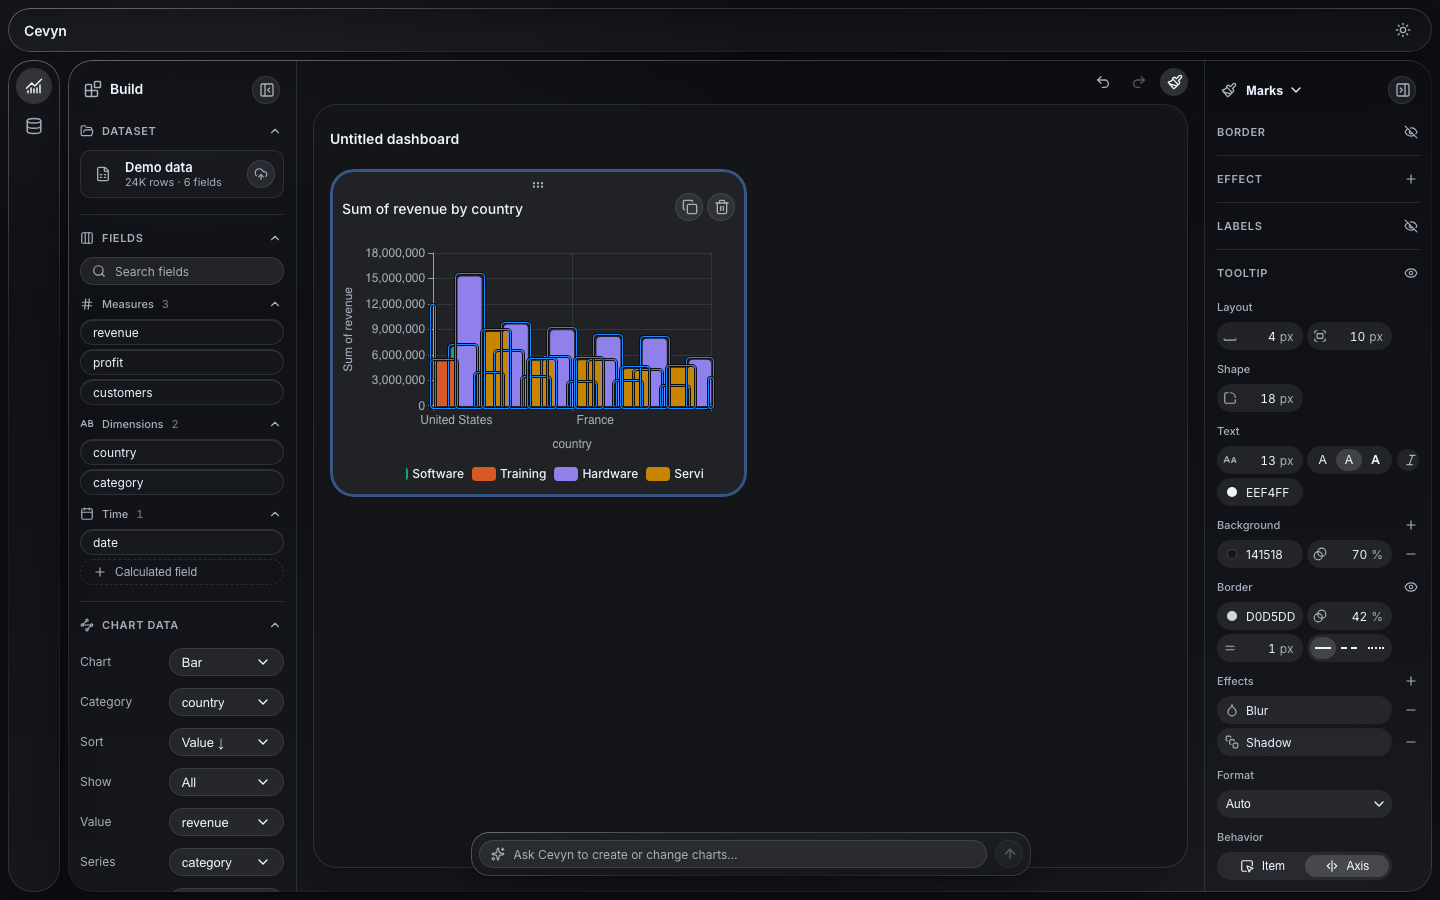 Cevyn
Build
DATASET
Demo data
24K rows · 6 fields
FIELDS
Search fields
Measures 3
revenue
profit
customers
AB Dimensions 2
country
category
Time 1
date
Calculated field
CHART DATA
Chart Bar
Category country
Sort Value ↓
Show All
Value revenue
Series category
Untitled dashboard
Sum of revenue by country
18,000,000
15,000,000
12,000,000
9,000,000
6,000,000
3,000,000
0
Sum of revenue
United States France
country
Software Training Hardware Servi
Ask Cevyn to create or change charts...
Marks
BORDER
EFFECT
LABELS
TOOLTIP
Layout
4 px 10 px
Shape
18 px
Text
AA 13 px A A A I
EEF4FF
Background
141518 70 %
Border
D0D5DD 42 %
1 px
Effects
Blur
Shadow
Format
Auto
Behavior
Item Axis